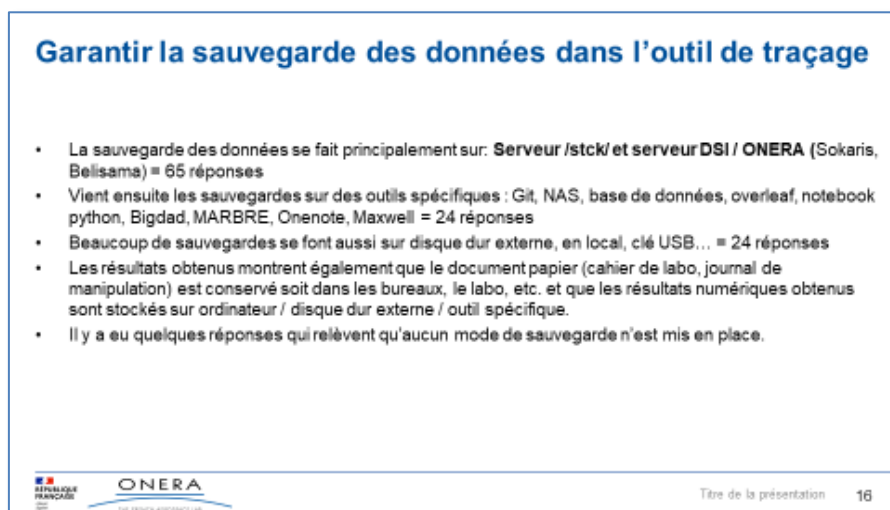 Garantir la sauvegarde des données dans l'outil de traçage
• La sauvegarde des données se fait principalement sur: Serveur /stck/ et serveur DSI / ONERA (Sokaris,
Belisama) = 65 réponses
• Vient ensuite les sauvegardes sur des outils spécifiques : Git, NAS, base de données, overleaf, notebook
python, Bigdad, MARBRE, Onenote, Maxwell = 24 réponses
• Beaucoup de sauvegardes se font aussi sur disque dur externe, en local, clé USB… = 24 réponses
• Les résultats obtenus montrent également que le document papier (cahier de labo, journal de
manipulation) est conservé soit dans les bureaux, le labo, etc. et que les résultats numériques obtenus
sont stockés sur ordinateur / disque dur externe / outil spécifique.
• Il y a eu quelques réponses qui relèvent qu'aucun mode de sauvegarde n'est mis en place.
RÉPUBLIQUE
FRANÇAISE
ONERA
THE FRENCH AEROSPACE LAB
Titre de la présentation 16